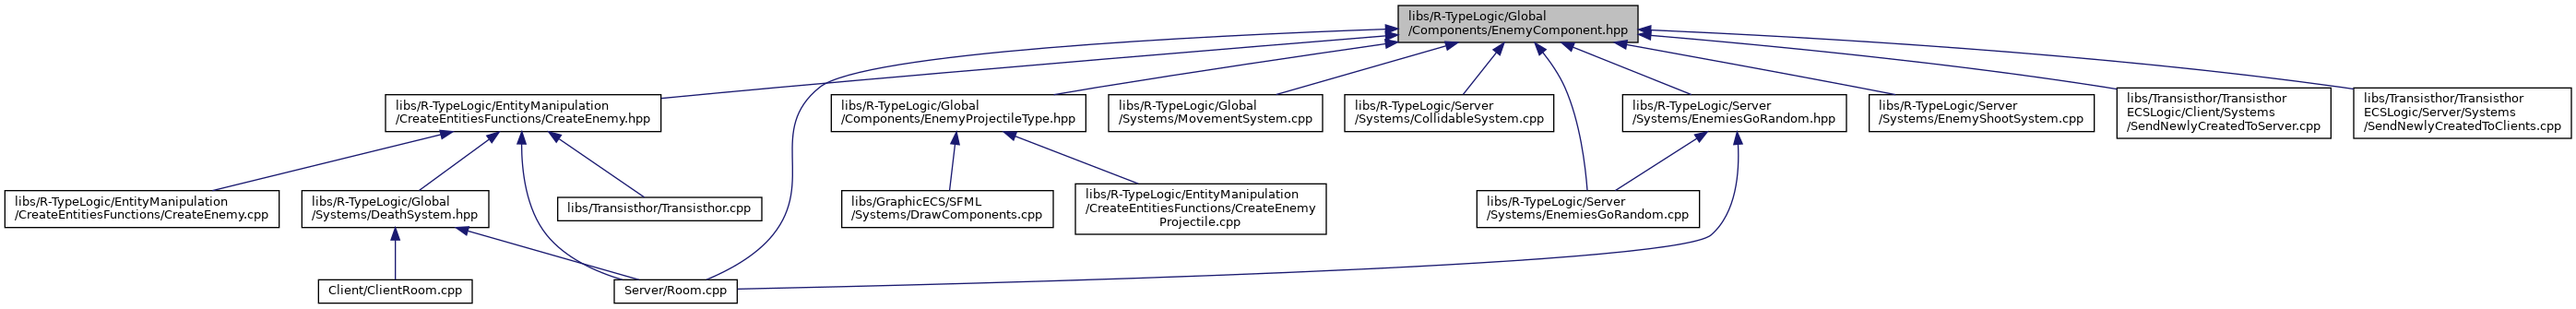 libs/R-TypeLogic/Global
/Components/EnemyComponent.hpp
libs/R-TypeLogic/EntityManipulation
/CreateEntitiesFunctions/CreateEnemy.hpp
libs/R-TypeLogic/Global
/Components/EnemyProjectileType.hpp
libs/R-TypeLogic/Global
/Systems/MovementSystem.cpp
libs/R-TypeLogic/Server
/Systems/CollidableSystem.cpp
libs/R-TypeLogic/Server
/Systems/EnemiesGoRandom.hpp
libs/R-TypeLogic/Server
/Systems/EnemyShootSystem.cpp
libs/Transisthor/Transisthor
ECSLogic/Client/Systems
/SendNewlyCreatedToServer.cpp
libs/Transisthor/Transisthor
ECSLogic/Server/Systems
/SendNewlyCreatedToClients.cpp
libs/R-TypeLogic/EntityManipulation
/CreateEntitiesFunctions/CreateEnemy.cpp
libs/R-TypeLogic/Global
/Systems/DeathSystem.hpp
libs/Transisthor/Transisthor.cpp
libs/GraphicECS/SFML
/Systems/DrawComponents.cpp
libs/R-TypeLogic/EntityManipulation
/CreateEntitiesFunctions/CreateEnemy
Projectile.cpp
libs/R-TypeLogic/Server
/Systems/EnemiesGoRandom.cpp
Client/ClientRoom.cpp
Server/Room.cpp